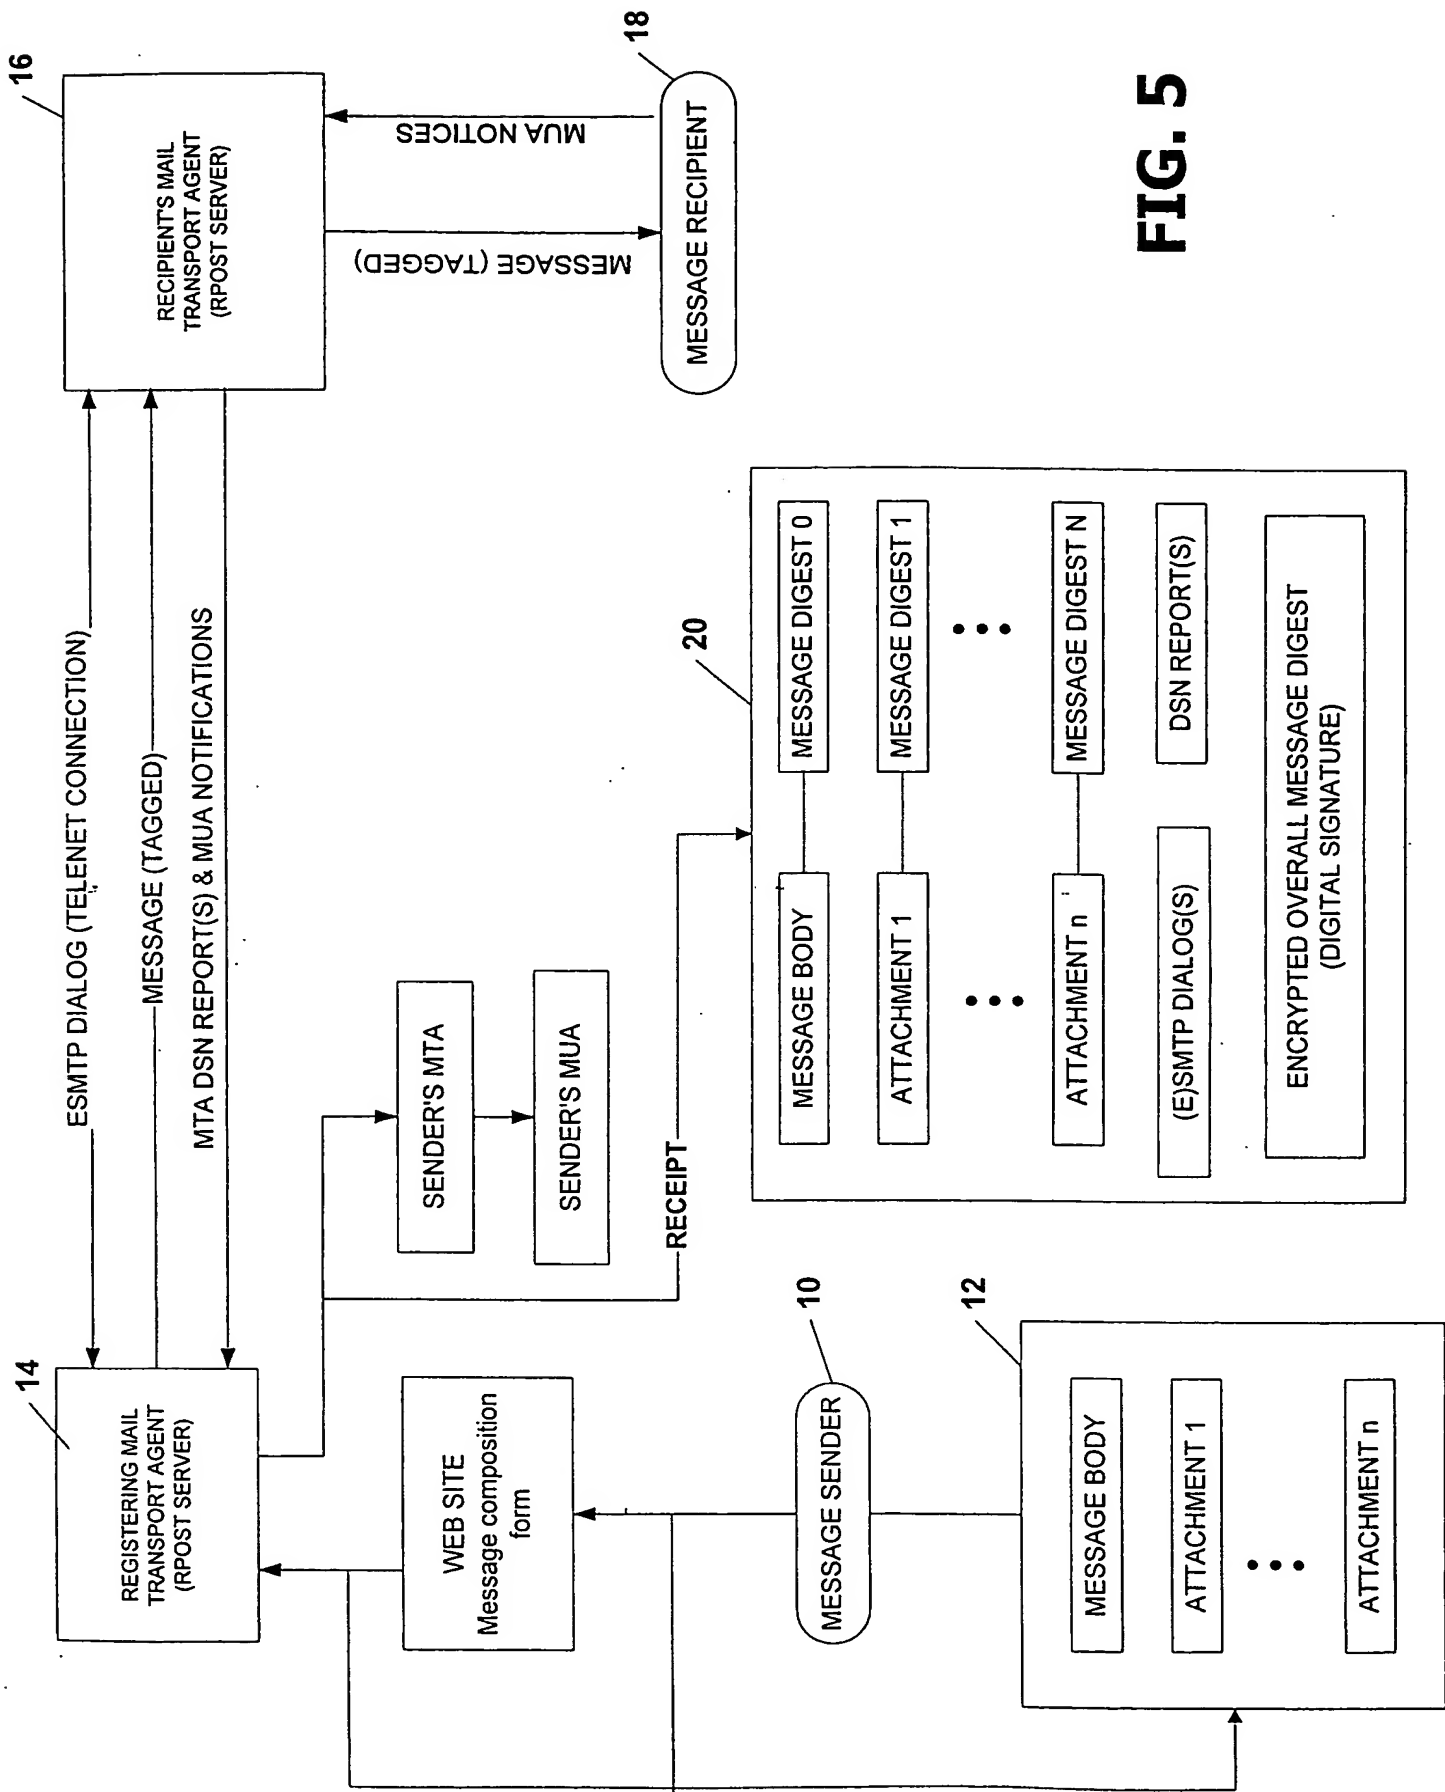 14
REGISTERING MAIL
TRANSPORT AGENT
(RPOST SERVER)
ESMTP DIALOG (TELENET CONNECTION)
MESSAGE (TAGGED)
MTA DSN REPORT(S) & MUA NOTIFICATIONS
16
RECIPIENT'S MAIL
TRANSPORT AGENT
(RPOST SERVER)
MESSAGE (TAGGED)
MUA NOTICES
18
MESSAGE RECIPIENT
WEB SITE
Message composition
form
SENDER'S MTA
SENDER'S MUA
RECEIPT
10
MESSAGE SENDER
12
MESSAGE BODY
ATTACHMENT 1
•••
ATTACHMENT n
20
MESSAGE BODY
MESSAGE DIGEST 0
ATTACHMENT 1
MESSAGE DIGEST 1
•••
•••
ATTACHMENT n
MESSAGE DIGEST N
(E)SMTP DIALOG(S)
DSN REPORT(S)
ENCRYPTED OVERALL MESSAGE DIGEST
(DIGITAL SIGNATURE)
FIG. 5